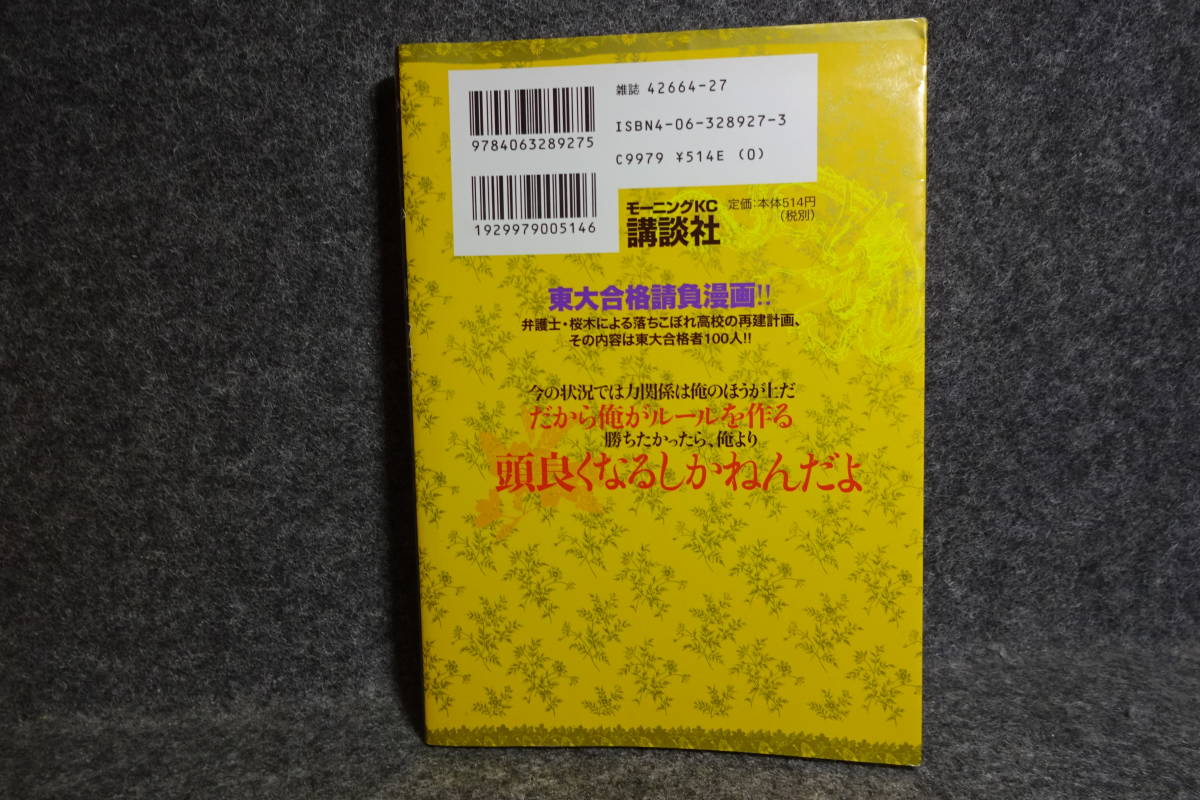 雑誌 42664-27
ISBN4-06-328927-3
9784063289275
C9979 ¥514E (0)
1929979005146
モーニングKC
講談社
定価:本体514円
(税別)
東大合格請負漫画!!
弁護士・桜木による落ちこぼれ高校の再建計画、
その内容は東大合格者100人!!
今の状況では力関係は俺のほうが上だ
だから俺がルールを作る
勝ちたかったら、俺より
頭良くなるしかねんだよ